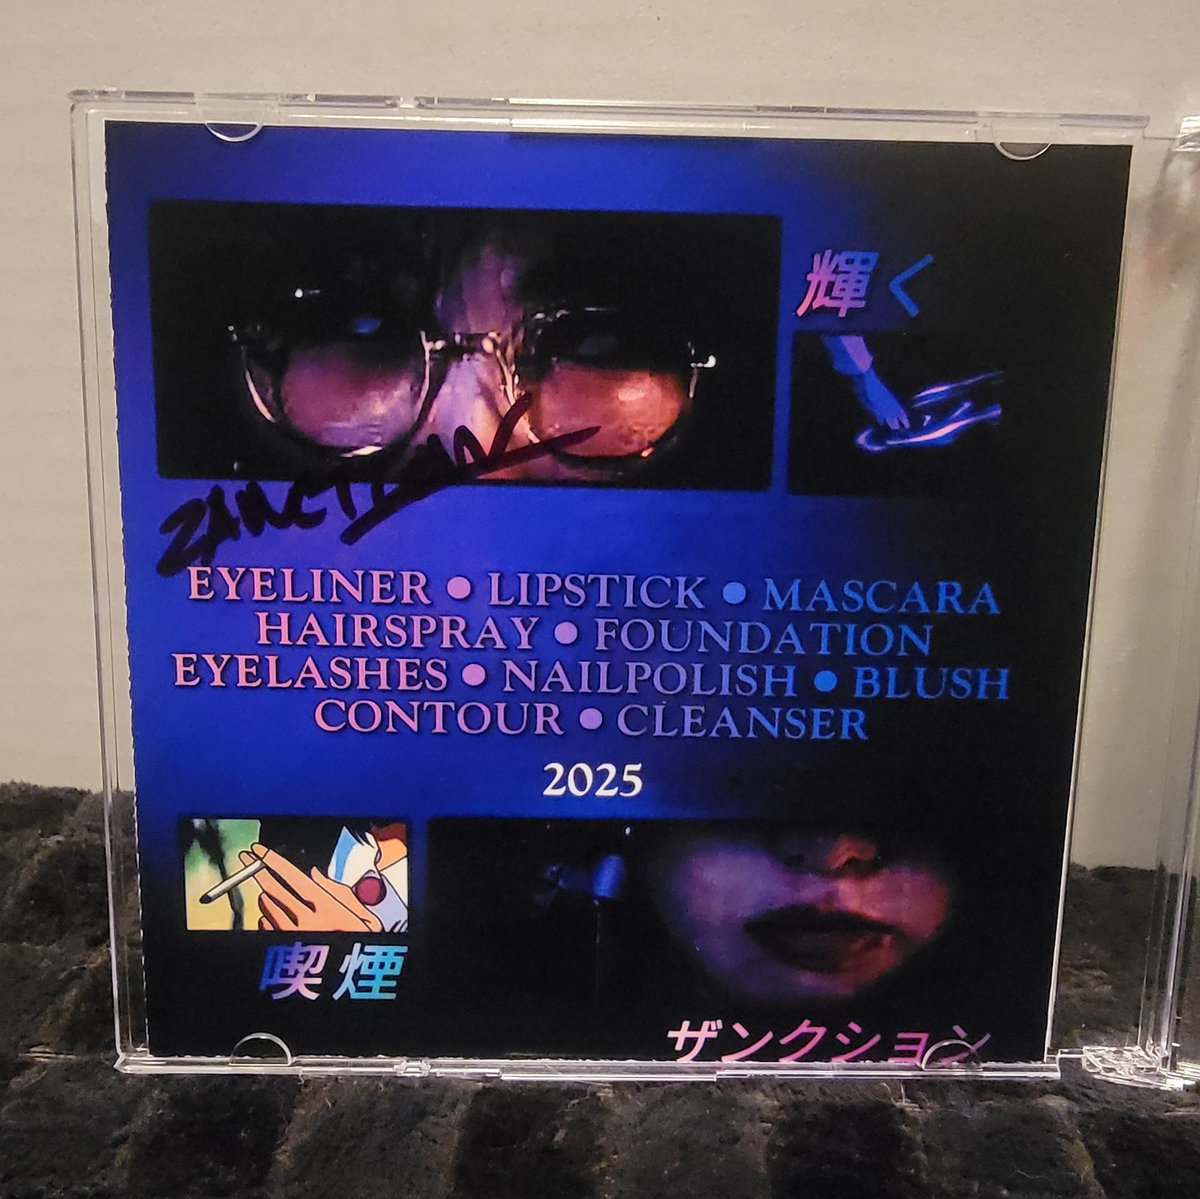 輝く
ZANCTION
EYELINER ● LIPSTICK ● MASCARA
HAIRSPRAY ● FOUNDATION
EYELASHES ● NAILPOLISH ● BLUSH
CONTOUR ● CLEANSER
2025
喫煙
ザンクション